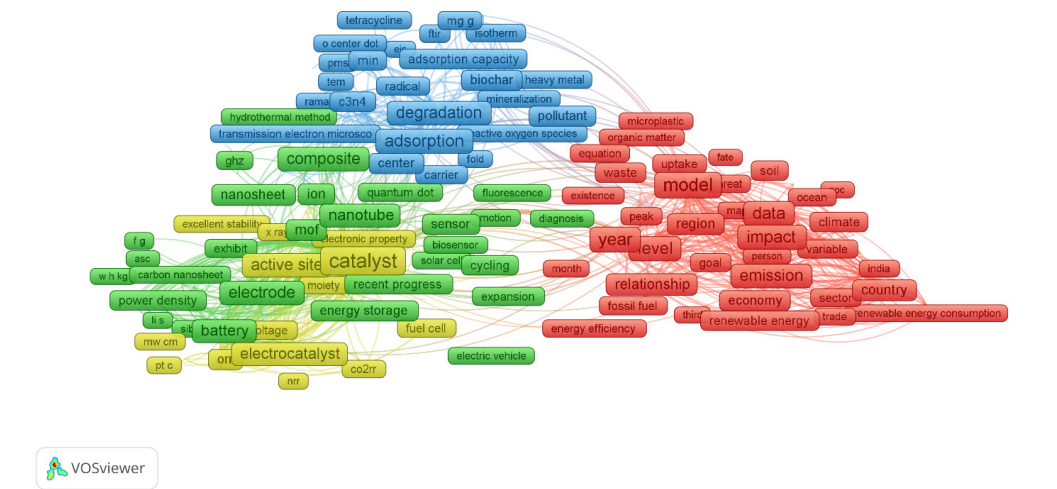 tetracycline
mg g
ftir
isotherm
o center dot
min
adsorption capacity
pms
tem
radical
biochar
heavy metal
c3n4
mineralization
degradation
pollutant
hydrothermal method
transmission electron microsco
adsorption
eactive oxygen species
microplastic
organic matter
ghz
composite
center
fold
carrier
equation
waste
uptake
fate
soil
model
reat
nanosheet
ion
quantum dot
fluorescence
existence
ocean
nanotube
sensor
motion
diagnosis
peak
region
data
climate
excellent stability
x ray
mof
electronic property
biosensor
year
level
impact
variable
f g
exhibit
asc
active site
catalyst
solar cell
cycling
month
goal
person
india
w h kg
carbon nanosheet
moiety
recent progress
relationship
emission
country
power density
electrode
energy storage
expansion
fossil fuel
economy
sector
li s
battery
oltage
fuel cell
energy efficiency
third
renewable energy
trade
renewable energy consumption
mw cm
electrocatalyst
electric vehicle
pt c
co2rr
nrr
VOSviewer